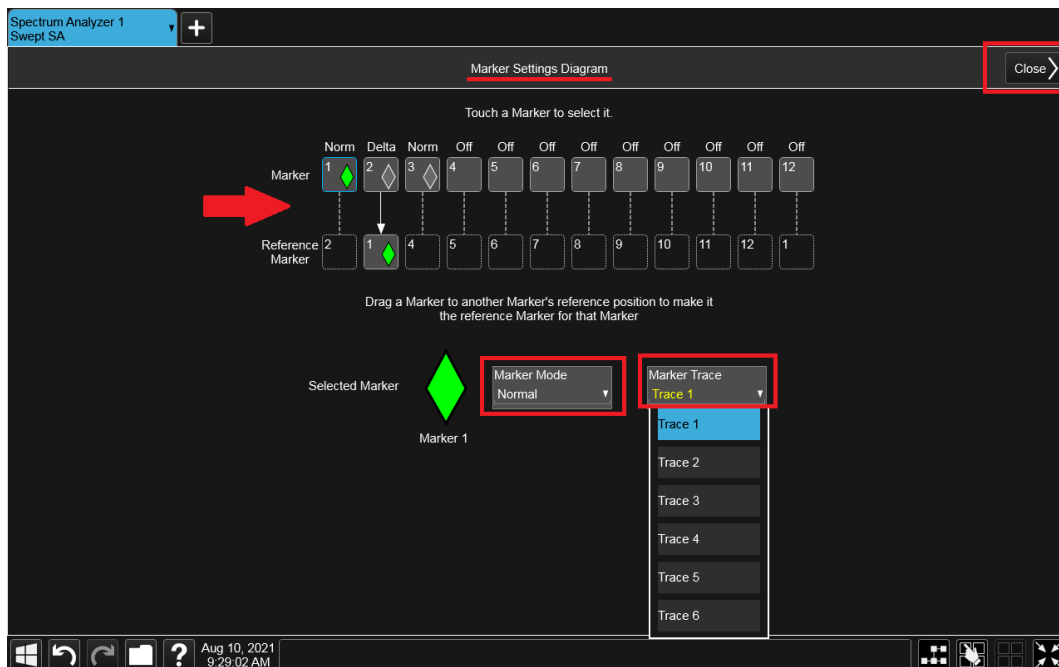 Spectrum Analyzer 1
Swept SA
+
Marker Settings Diagram
Close
Touch a Marker to select it.
Norm Delta Norm Off Off Off Off Off Off Off Off Off
Marker 1 2 3 4 5 6 7 8 9 10 11 12
Reference Marker 2 1 4 5 6 7 8 9 10 11 12 1
Drag a Marker to another Marker's reference position to make it
the reference Marker for that Marker
Selected Marker
Marker 1
Marker Mode
Normal
Marker Trace
Trace 1
Trace 1
Trace 2
Trace 3
Trace 4
Trace 5
Trace 6
?
Aug 10, 2021
9:29:02 AM